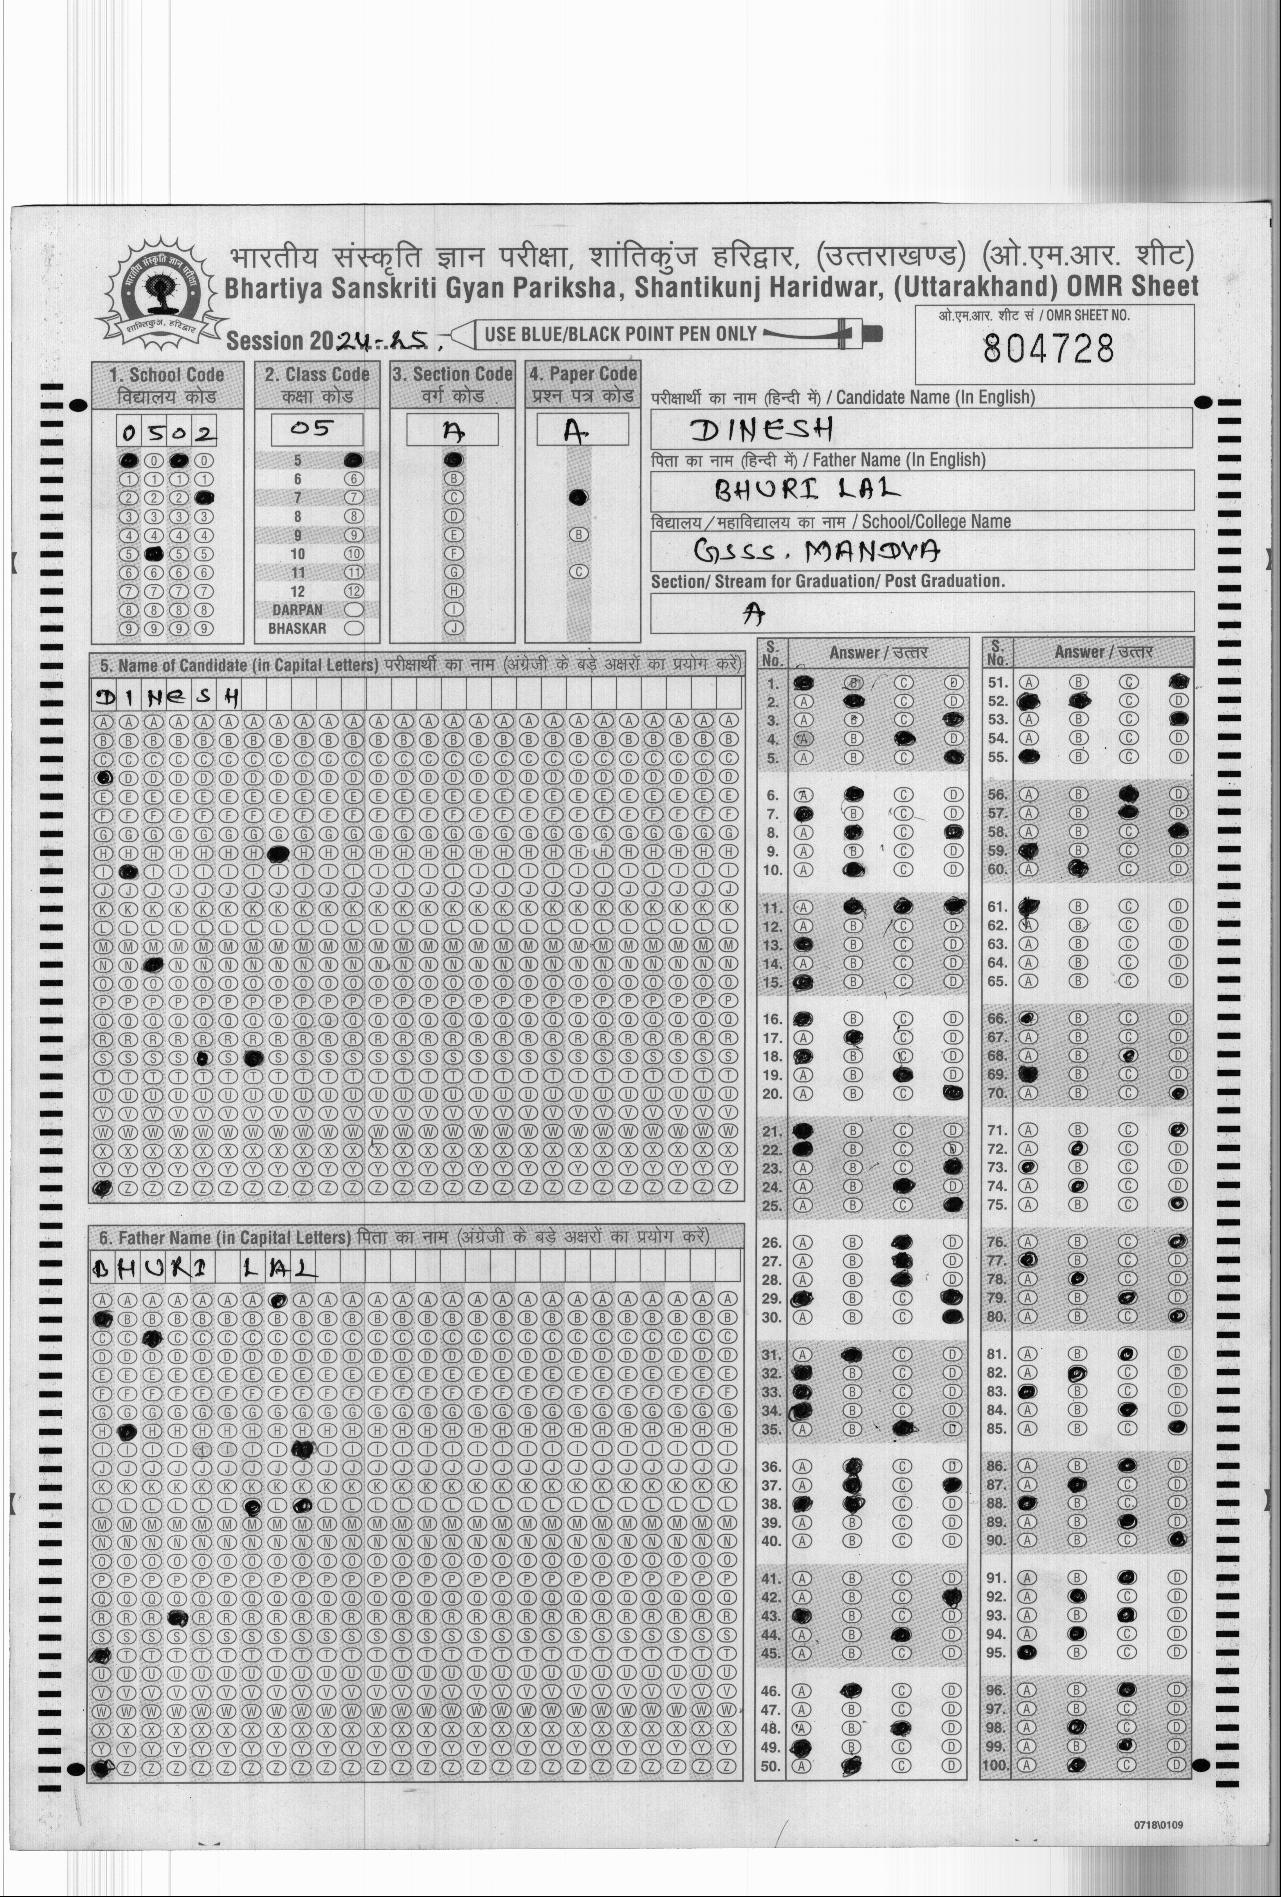 भारतीय संस्कृति ज्ञान परीक्षा, शांतिकुंज हरिद्वार, (उत्तराखण्ड) (ओ.एम.आर. शीट)
Bhartiya Sanskriti Gyan Pariksha, Shantikunj Haridwar, (Uttarakhand) OMR Sheet
Session 2024-25.
USE BLUE/BLACK POINT PEN ONLY
ओ.एम.आर. शीट सं / OMR SHEET NO.
804728
1. School Code
विद्यालय कोड
0 5 0 2
2. Class Code
कक्षा कोड
05
5
6
7
8
9
10
11
12
DARPAN
BHASKAR
3. Section Code
वर्ग कोड
A
4. Paper Code
प्रश्न पत्र कोड
A
परीक्षार्थी का नाम (हिन्दी में) / Candidate Name (In English)
DINESH
पिता का नाम (हिन्दी में) / Father Name (In English)
BHURI LAL
विद्यालय/महाविद्यालय का नाम / School/College Name
GSSS. MANDVA
Section/ Stream for Graduation/ Post Graduation.
A
5. Name of Candidate (in Capital Letters) परीक्षार्थी का नाम (अंग्रेजी के बड़े अक्षरों का प्रयोग करें)
DINeSH
6. Father Name (in Capital Letters) पिता का नाम (अंग्रेजी के बड़े अक्षरों का प्रयोग करें)
BHURI LAL
S. No. Answer / उत्तर
S. No. Answer / उत्तर
0718\0109